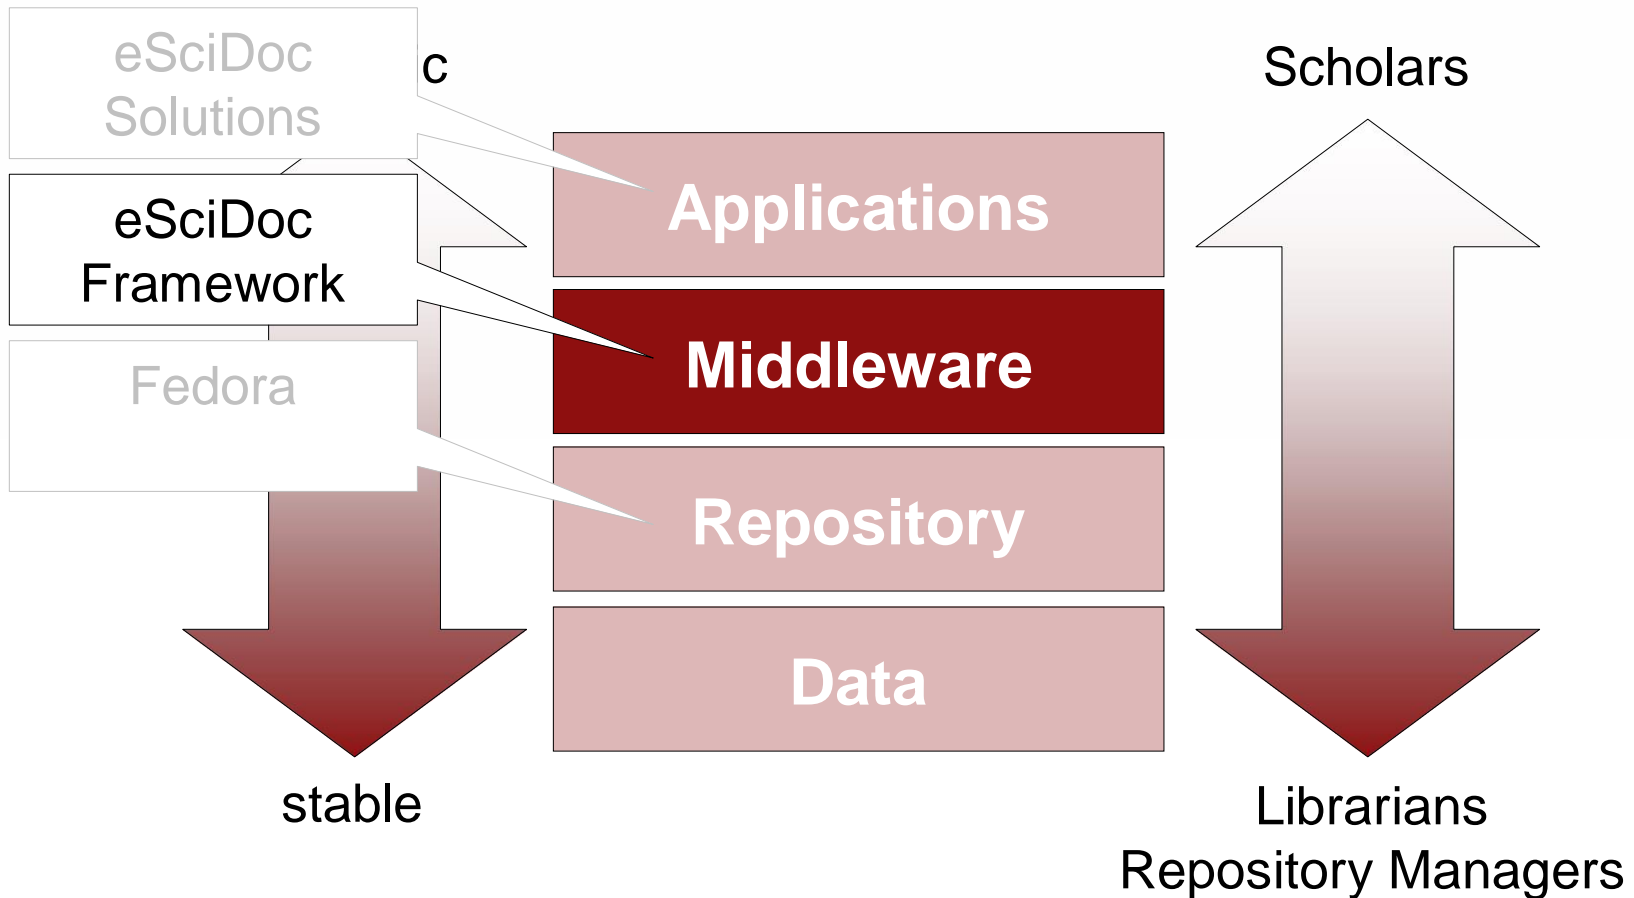 eSciDoc
Solutions
c
Scholars
Applications
eSciDoc
Framework
Middleware
Fedora
Repository
Data
stable
Librarians
Repository Managers